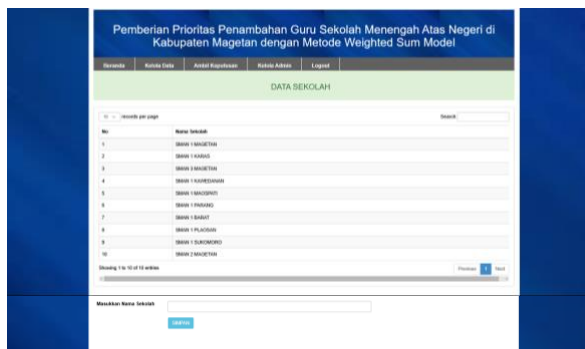 Pemberian Prioritas Penambahan Guru Sekolah Menengah Atas Negeri di
Kabupaten Magetan dengan Metode Weighted Sum Model
Beranda Kelola Data Ambil Keputusan Kelola Admin Logout
DATA SEKOLAH
10 records per page Search:
No Nama Sekolah
1 SMAN 1 MAGETAN
2 SMAN 1 KARAS
3 SMAN 3 MAGETAN
4 SMAN 1 KAWEDANAN
5 SMAN 1 MAOSPATI
6 SMAN 1 PARANG
7 SMAN 1 BARAT
8 SMAN 1 PLAOSAN
9 SMAN 1 SUKOMORO
10 SMAN 2 MAGETAN
Showing 1 to 10 of 10 entries Previous 1 Next
Masukkan Nama Sekolah
SIMPAN